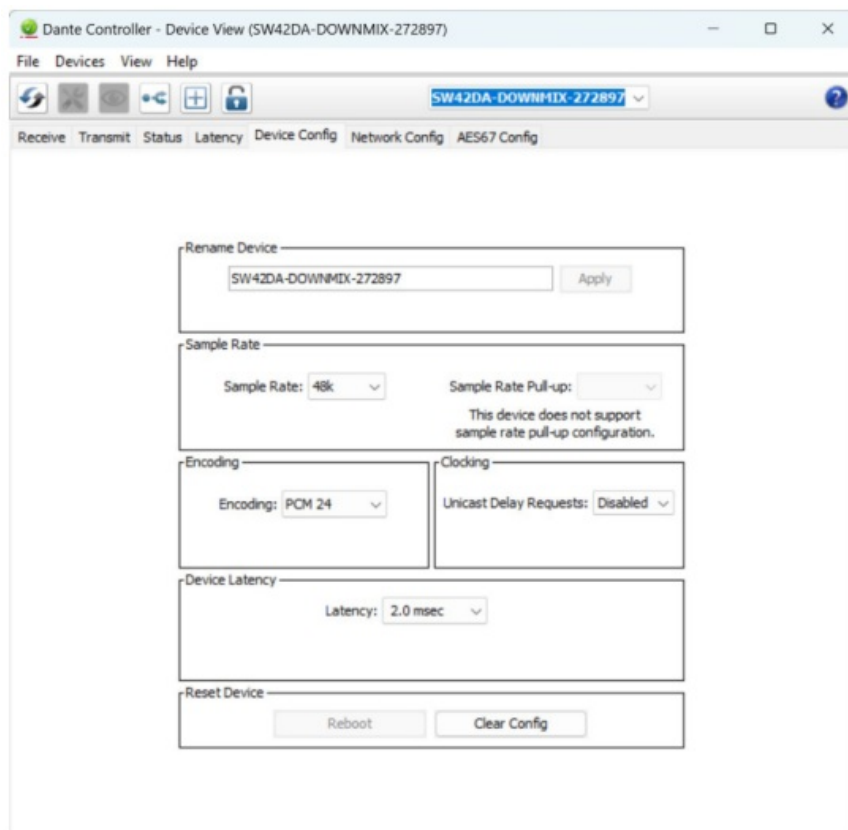 Dante Controller - Device View (SW42DA-DOWNMIX-272897)
File Devices View Help
SW42DA-DOWNMIX-272897
?
Receive Transmit Status Latency Device Config Network Config AES67 Config
Rename Device
SW42DA-DOWNMIX-272897 Apply
Sample Rate
Sample Rate: 48k Sample Rate Pull-up:
This device does not support
sample rate pull-up configuration.
Encoding Clocking
Encoding: PCM 24 Unicast Delay Requests: Disabled
Device Latency
Latency: 2.0 msec
Reset Device
Reboot Clear Config